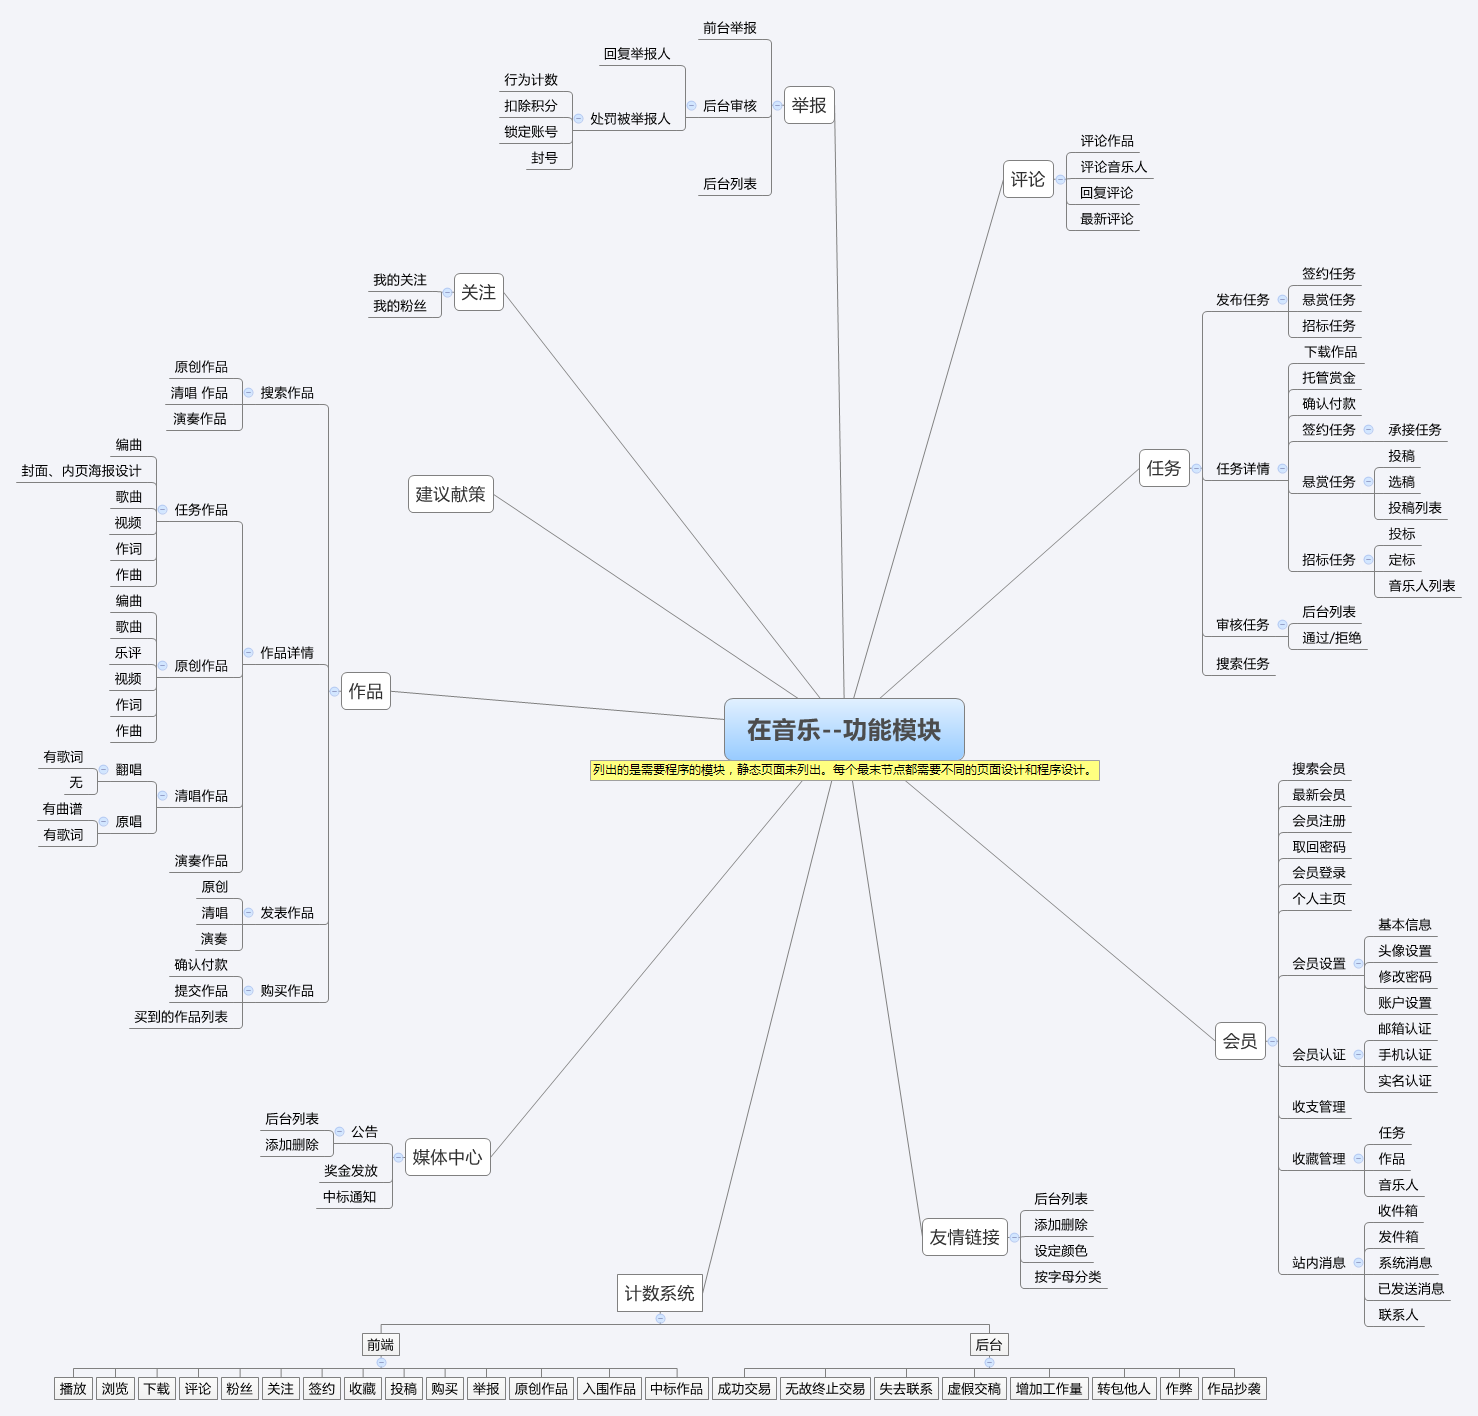 在音乐--功能模块
列出的是需要程序的模块，静态页面未列出。每个最末节点都需要不同的页面设计和程序设计。
举报
前台举报
后台审核
回复举报人
处罚被举报人
行为计数
扣除积分
锁定账号
封号
后台列表
评论
评论作品
评论音乐人
回复评论
最新评论
任务
发布任务
签约任务
悬赏任务
招标任务
任务详情
下载作品
托管赏金
确认付款
签约任务
承接任务
悬赏任务
投稿
选稿
投稿列表
招标任务
投标
定标
音乐人列表
审核任务
后台列表
通过/拒绝
搜索任务
会员
搜索会员
最新会员
会员注册
取回密码
会员登录
个人主页
会员设置
基本信息
头像设置
修改密码
账户设置
会员认证
邮箱认证
手机认证
实名认证
收支管理
收藏管理
任务
作品
音乐人
站内消息
收件箱
发件箱
系统消息
已发送消息
联系人
友情链接
后台列表
添加删除
设定颜色
按字母分类
计数系统
前端
播放
浏览
下载
评论
粉丝
关注
签约
收藏
投稿
购买
举报
原创作品
入围作品
中标作品
后台
成功交易
无故终止交易
失去联系
虚假交稿
增加工作量
转包他人
作弊
作品抄袭
媒体中心
公告
后台列表
添加删除
奖金发放
中标通知
作品
搜索作品
原创作品
清唱 作品
演奏作品
作品详情
任务作品
编曲
封面、内页海报设计
歌曲
视频
作词
作曲
原创作品
编曲
歌曲
乐评
视频
作词
作曲
清唱作品
翻唱
有歌词
无
原唱
有曲谱
有歌词
演奏作品
发表作品
原创
清唱
演奏
购买作品
确认付款
提交作品
买到的作品列表
建议献策
关注
我的关注
我的粉丝